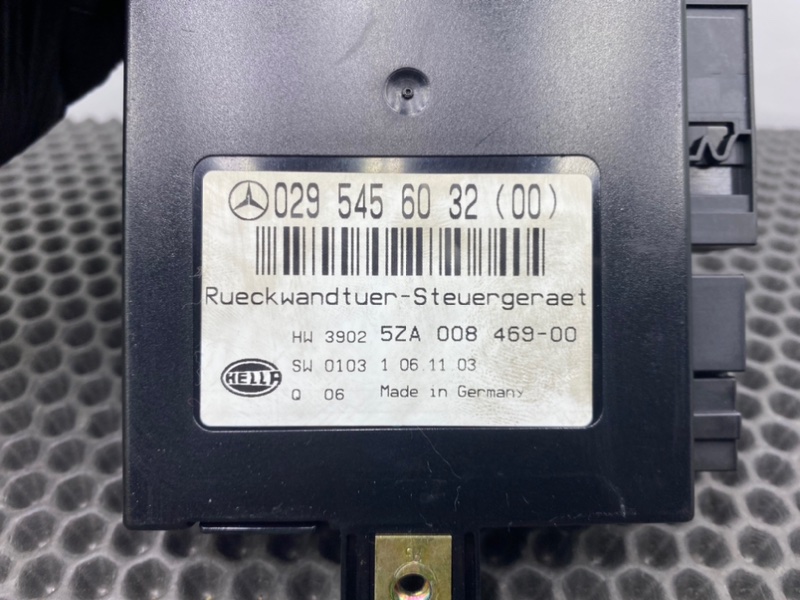 029 545 60 32 (00)
Rueckwandtuer-Steuergeraet
HW 3902 5ZA 008 469-00
SW 0103 1 06.11 03
HELLA
Q 06 Made in Germany